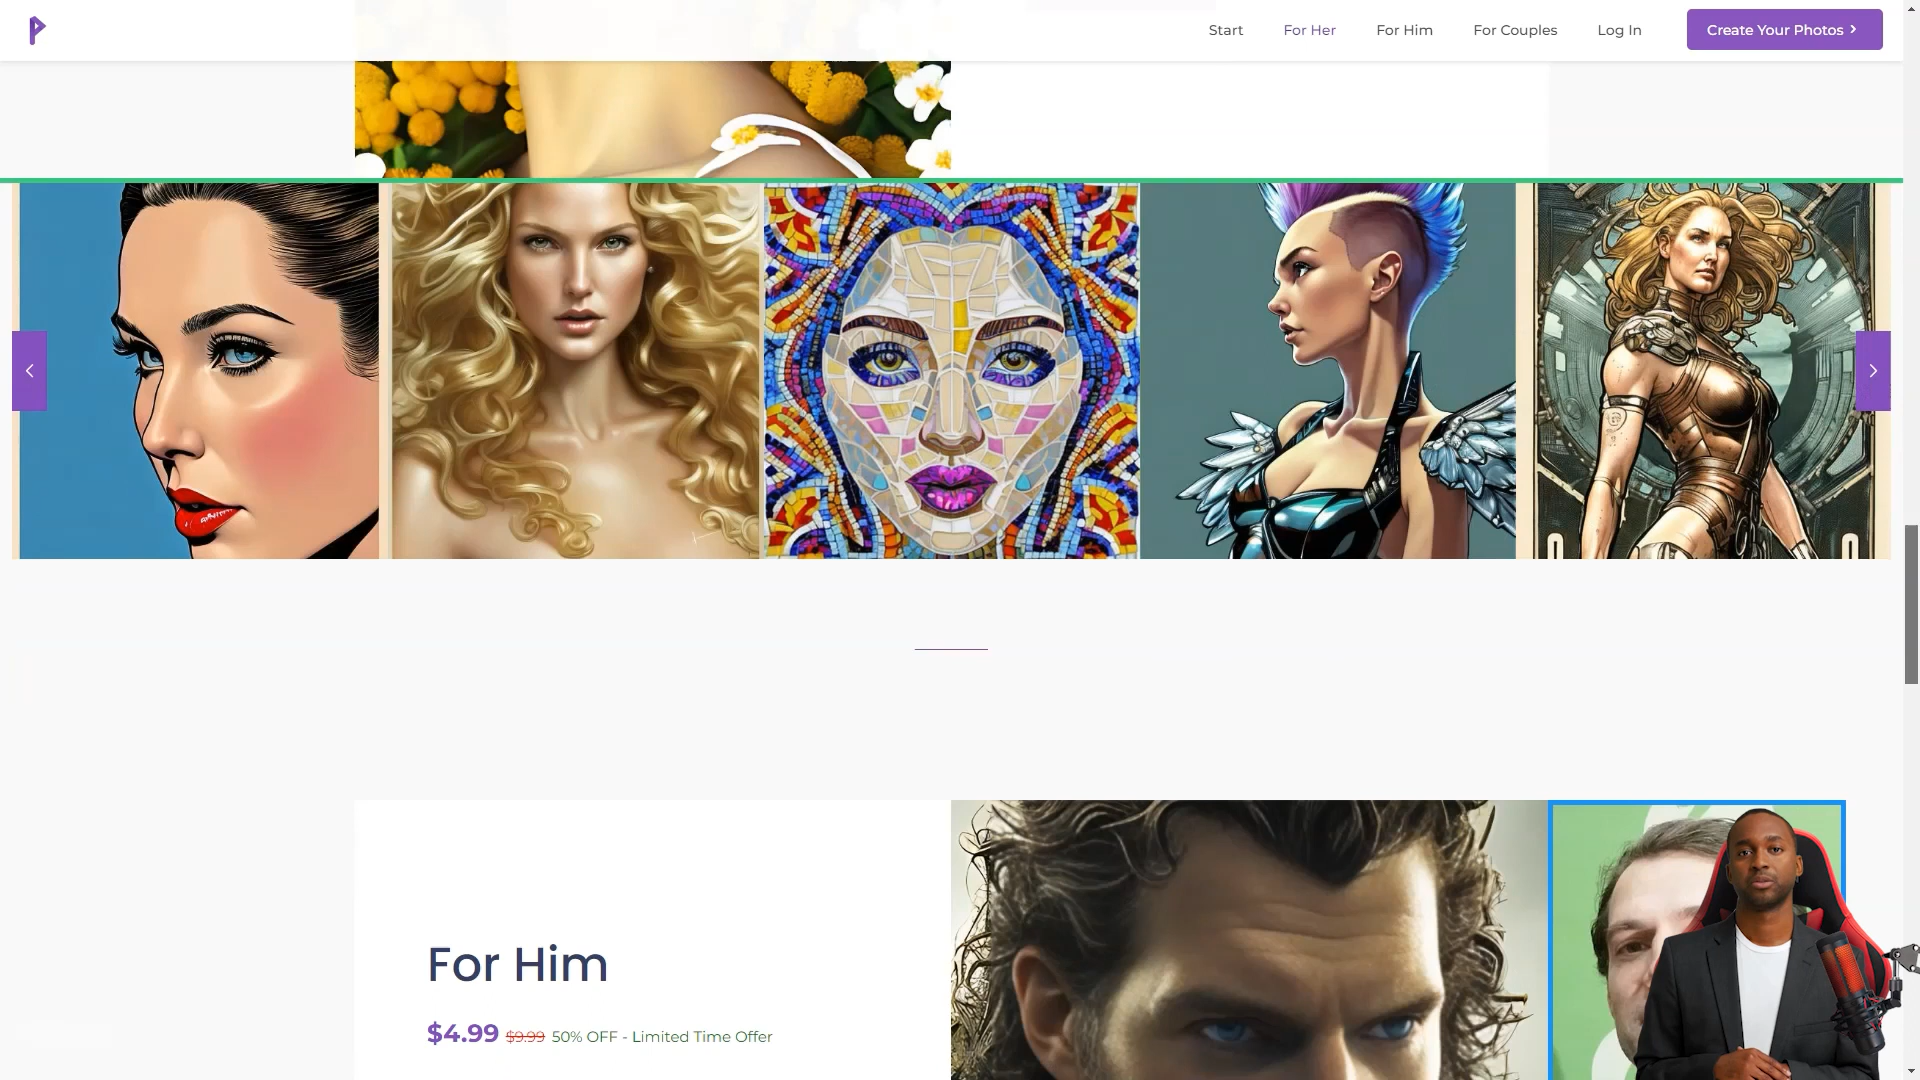 Start For Her For Him For Couples Log In Create Your Photos
For Him
$4.99 $9.99 50% OFF - Limited Time Offer